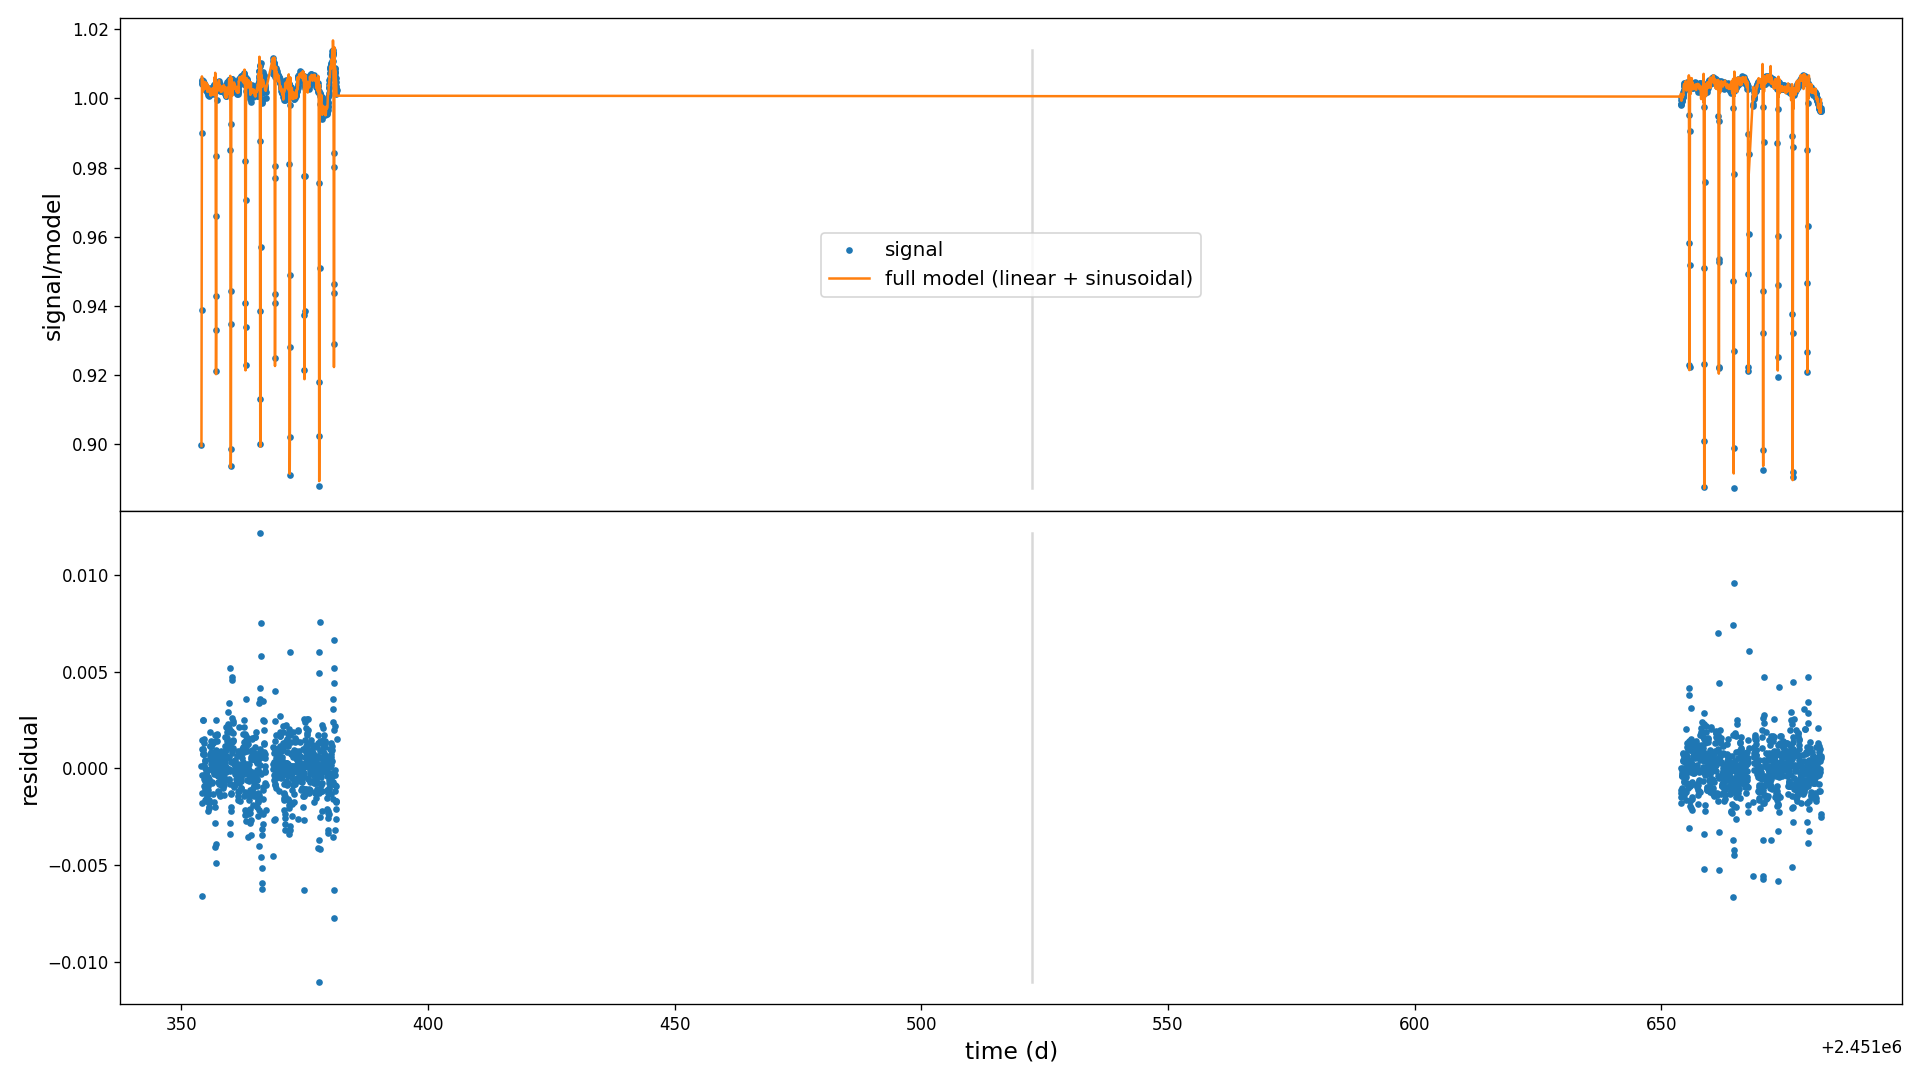 1.02
1.00
0.98
0.96
0.94
0.92
0.90
signal/model
signal
full model (linear + sinusoidal)
0.010
0.005
0.000
−0.005
−0.010
residual
350 400 450 500 550 600 650
time (d)
+2.451e6